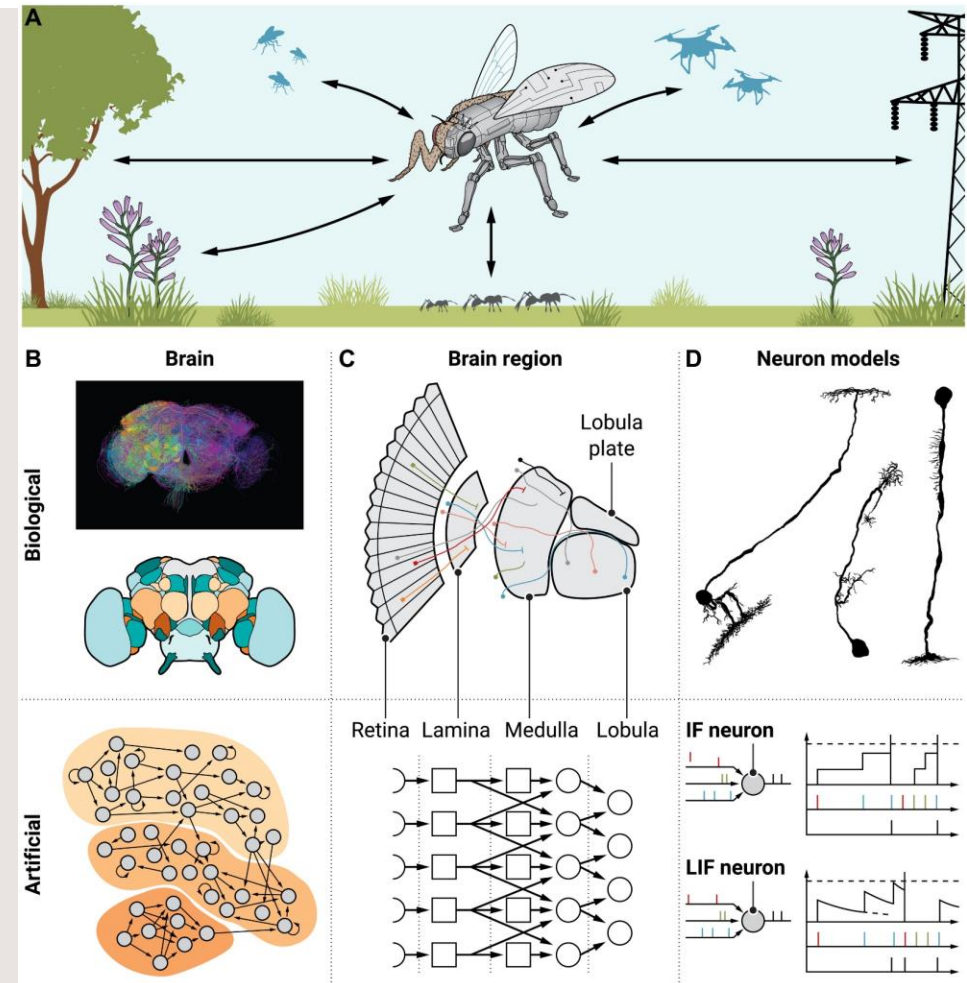 A
B
Brain
C
Brain region
D
Neuron models
Biological
Lobula
plate
Retina
Lamina
Medulla
Lobula
Artificial
IF neuron
LIF neuron